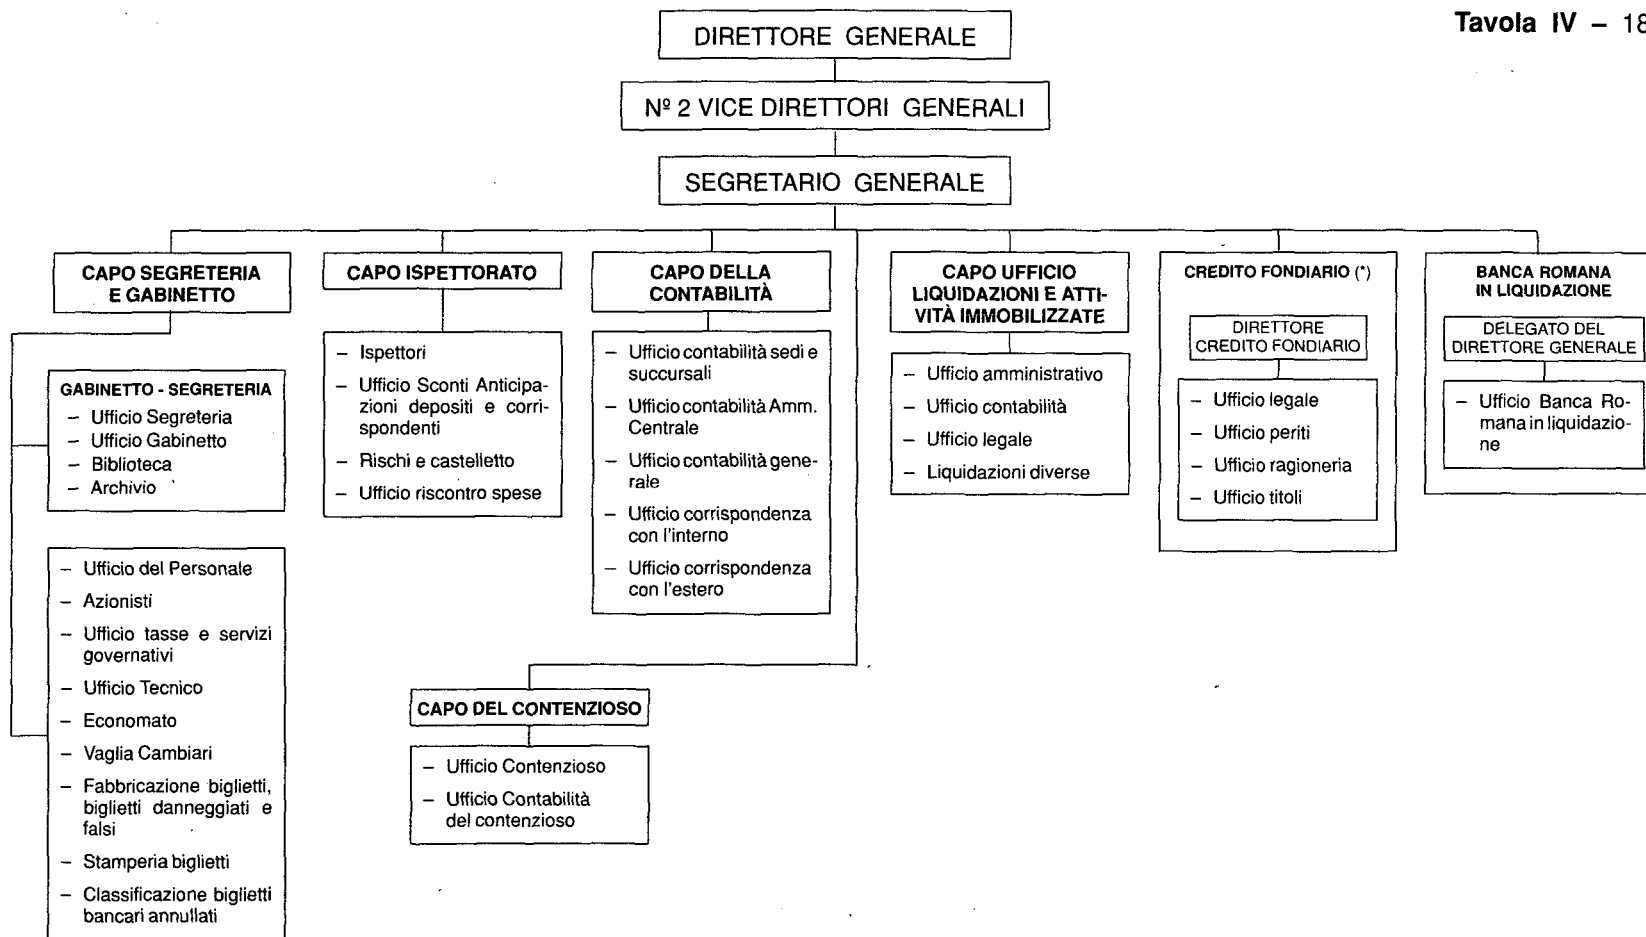 Tavola IV – 18
DIRETTORE GENERALE
Nº 2 VICE DIRETTORI GENERALI
SEGRETARIO GENERALE
CAPO SEGRETERIA
E GABINETTO
GABINETTO - SEGRETERIA
– Ufficio Segreteria
– Ufficio Gabinetto
– Biblioteca
– Archivio
– Ufficio del Personale
– Azionisti
– Ufficio tasse e servizi
governativi
– Ufficio Tecnico
– Economato
– Vaglia Cambiari
– Fabbricazione biglietti,
biglietti danneggiati e
falsi
– Stamperia biglietti
– Classificazione biglietti
bancari annullati
CAPO ISPETTORATO
– Ispettori
– Ufficio Sconti Anticipa-
zioni depositi e corri-
spondenti
– Rischi e castelletto
– Ufficio riscontro spese
CAPO DELLA
CONTABILITÀ
– Ufficio contabilità sedi e
succursali
– Ufficio contabilità Amm.
Centrale
– Ufficio contabilità gene-
rale
– Ufficio corrispondenza
con l'interno
– Ufficio corrispondenza
con l'estero
CAPO DEL CONTENZIOSO
– Ufficio Contenzioso
– Ufficio Contabilità
del contenzioso
CAPO UFFICIO
LIQUIDAZIONI E ATTI-
VITÀ IMMOBILIZZATE
– Ufficio amministrativo
– Ufficio contabilità
– Ufficio legale
– Liquidazioni diverse
CREDITO FONDIARIO (*)
DIRETTORE
CREDITO FONDIARIO
– Ufficio legale
– Ufficio periti
– Ufficio ragioneria
– Ufficio titoli
BANCA ROMANA
IN LIQUIDAZIONE
DELEGATO DEL
DIRETTORE GENERALE
– Ufficio Banca Ro-
mana in liquidazio-
ne